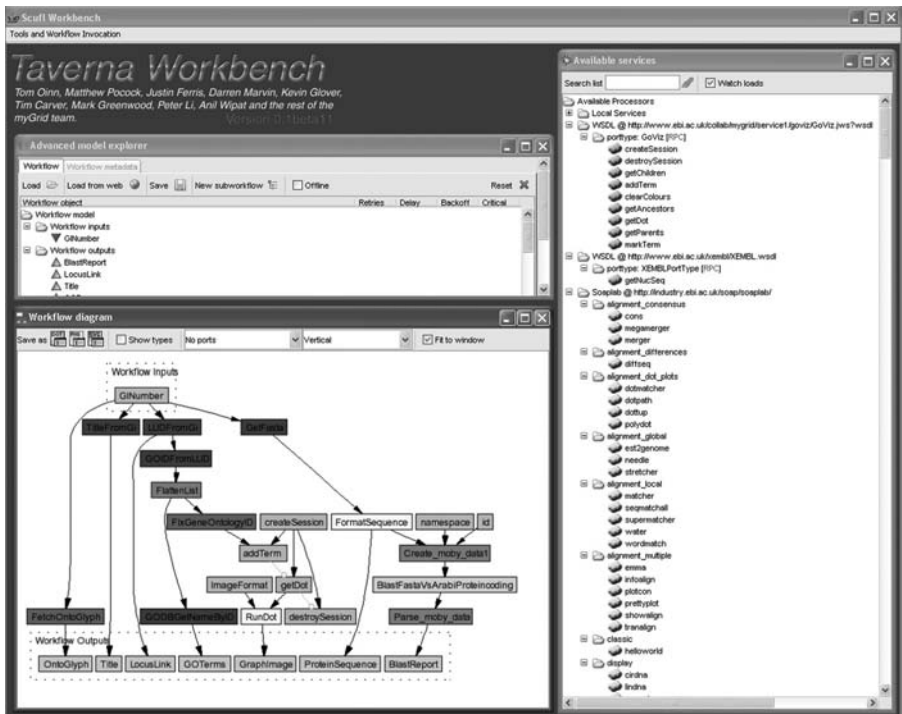 Scufl Workbench
Tools and Workflow Invocation
Taverna Workbench
Tom Oinn, Matthew Pocock, Justin Ferris, Darren Marvin, Kevin Glover,
Tim Carver, Mark Greenwood, Peter Li, Anil Wipat and the rest of the
myGrid team.
Version 0.1beta11
Advanced model explorer
Workflow Workflow metadata
Load Load from web Save New subworkflow Offline Reset
Workflow object Retries Delay Backoff Critical
Workflow model
Workflow inputs
GINumber
Workflow outputs
BlastReport
LocusLink
Title
Workflow diagram
Save as Show types No ports Vertical Fit to window
Workflow Inputs
GINumber
TitleFromGi LLIDFromGi GetFasta
GOIDFromLLID
FlattenList
FixGeneOntologyID createSession FormatSequence namespace id
addTerm Create_moby_data1
ImageFormat getDot BlastFastaVsArabiProteincoding
FetchOntoGlyph GODBGetNameByID RunDot destroySession Parse_moby_data
Workflow Outputs
OntoGlyph Title LocusLink GOTerms GraphImage ProteinSequence BlastReport
Available services
Search list Watch loads
Available Processors
Local Services
WSDL @ http://www.ebi.ac.uk/collab/mygrid/service1/goviz/GoViz.jws?wsdl
porttype: GoViz [RPC]
createSession
destroySession
getChildren
addTerm
clearColours
getAncestors
getDot
getParents
markTerm
WSDL @ http://www.ebi.ac.uk/xembl/XEMBL.wsdl
porttype: XEMBLPortType [RPC]
getNucSeq
Soaplab @ http://industry.ebi.ac.uk/soap/soaplab/
alignment_consensus
cons
megamerger
merger
alignment_differences
diffseq
alignment_dot_plots
dotmatcher
dotpath
dottup
polydot
alignment_global
est2genome
needle
stretcher
alignment_local
matcher
seqmatchall
supermatcher
water
wordmatch
alignment_multiple
emma
infoalign
plotcon
prettyplot
showalign
tranalign
classic
helloworld
display
cirdna
lindna